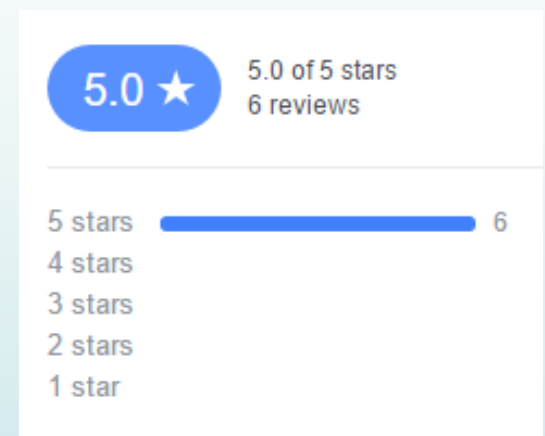 5.0 ★
5.0 of 5 stars
6 reviews
5 stars 6
4 stars
3 stars
2 stars
1 star